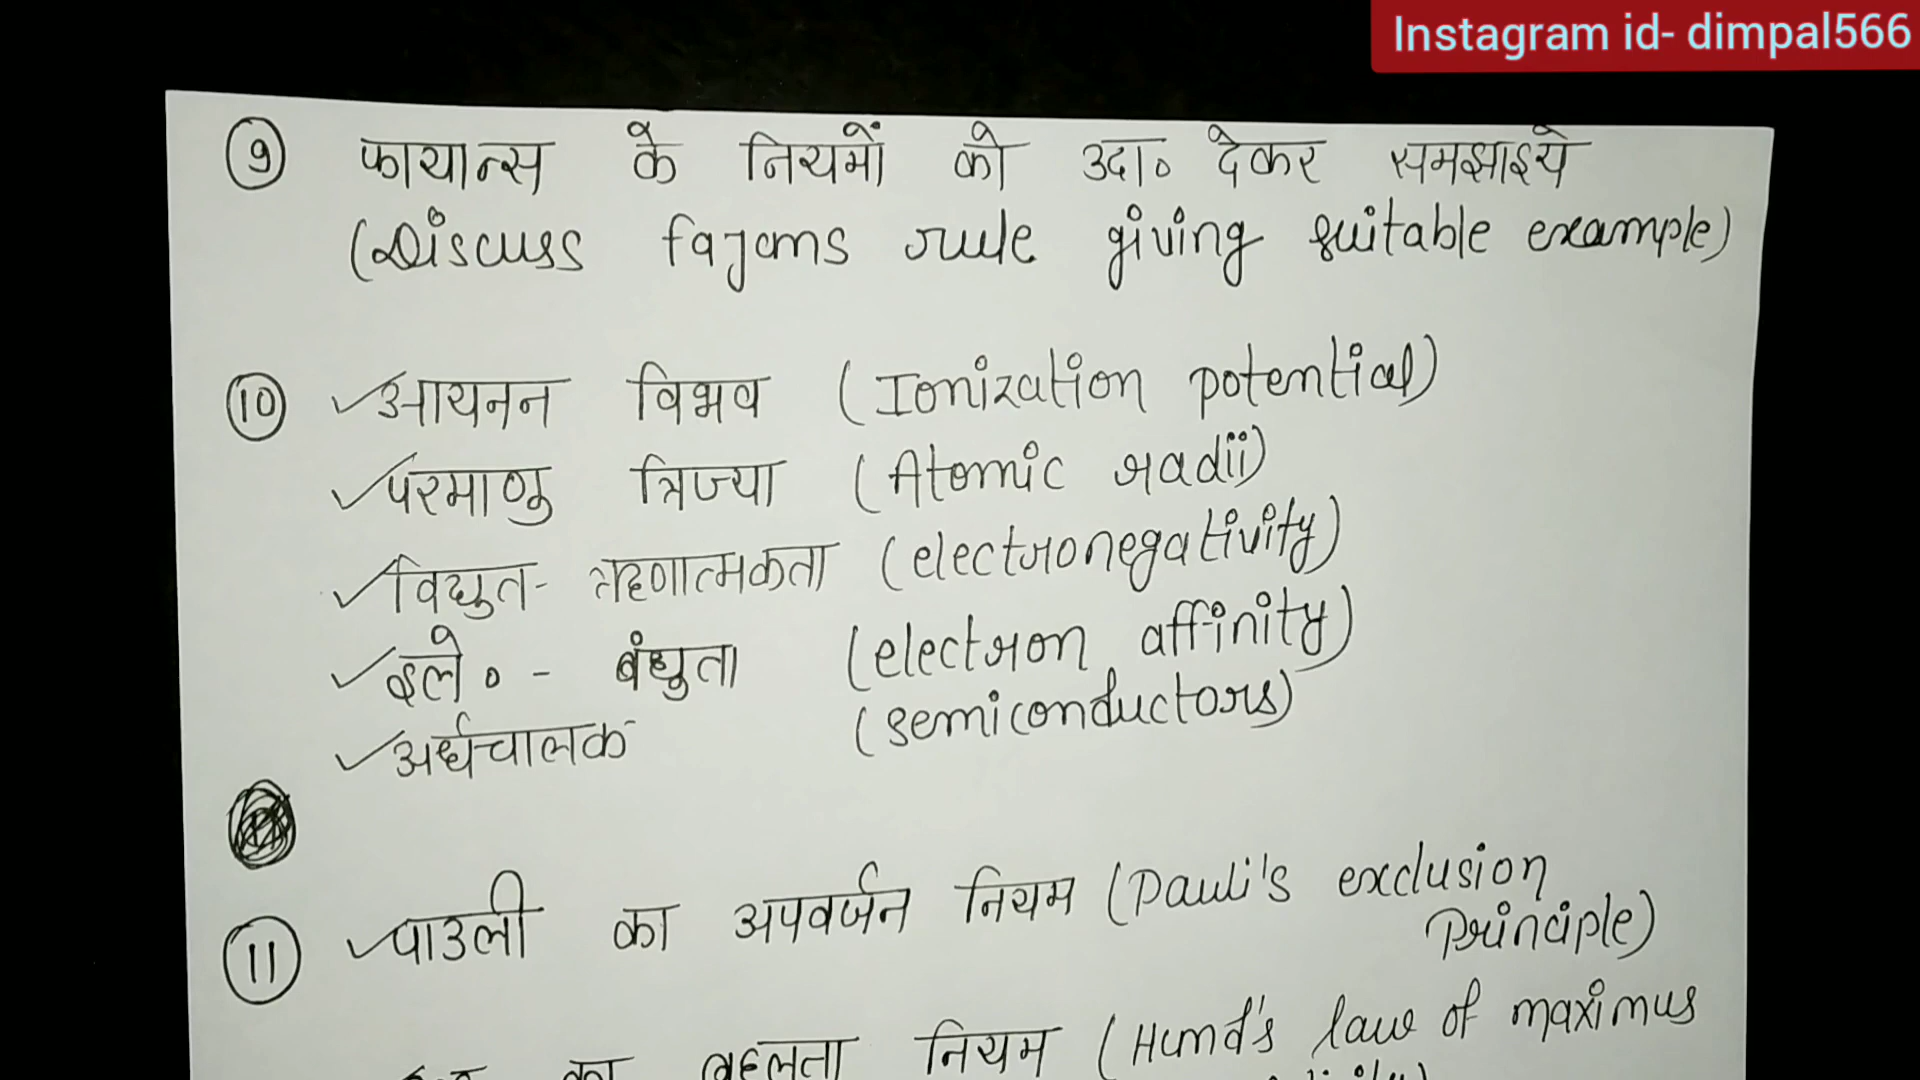 Instagram id- dimpal566
9 फायान्स के नियमों को उदा० देकर समझाइये
(Discuss fajans rule giving suitable example)
10 ✓आयनन विभव (Ionization potential)
✓परमाणु त्रिज्या (Atomic radii)
✓विद्युत- ऋणात्मकता (electronegativity)
✓इले० - बंधुता (electron affinity)
✓अर्धचालक (semiconductors)
11 ✓पाउली का अपवर्जन नियम (Pauli's exclusion
Principle)
का बहुलता नियम (Hund's law of maximus